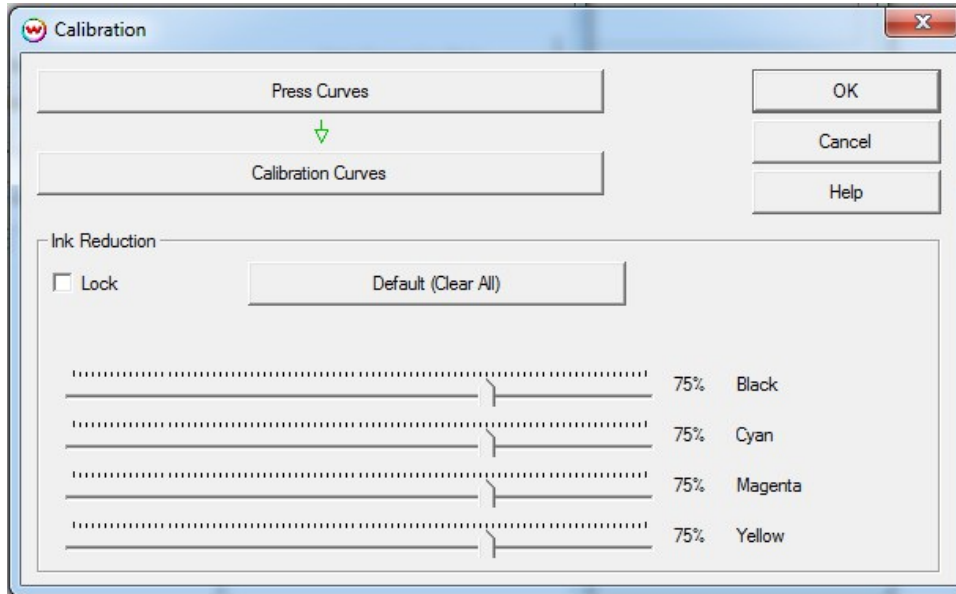 Calibration
Press Curves
OK
Cancel
Calibration Curves
Help
Ink Reduction
Lock
Default (Clear All)
75% Black
75% Cyan
75% Magenta
75% Yellow